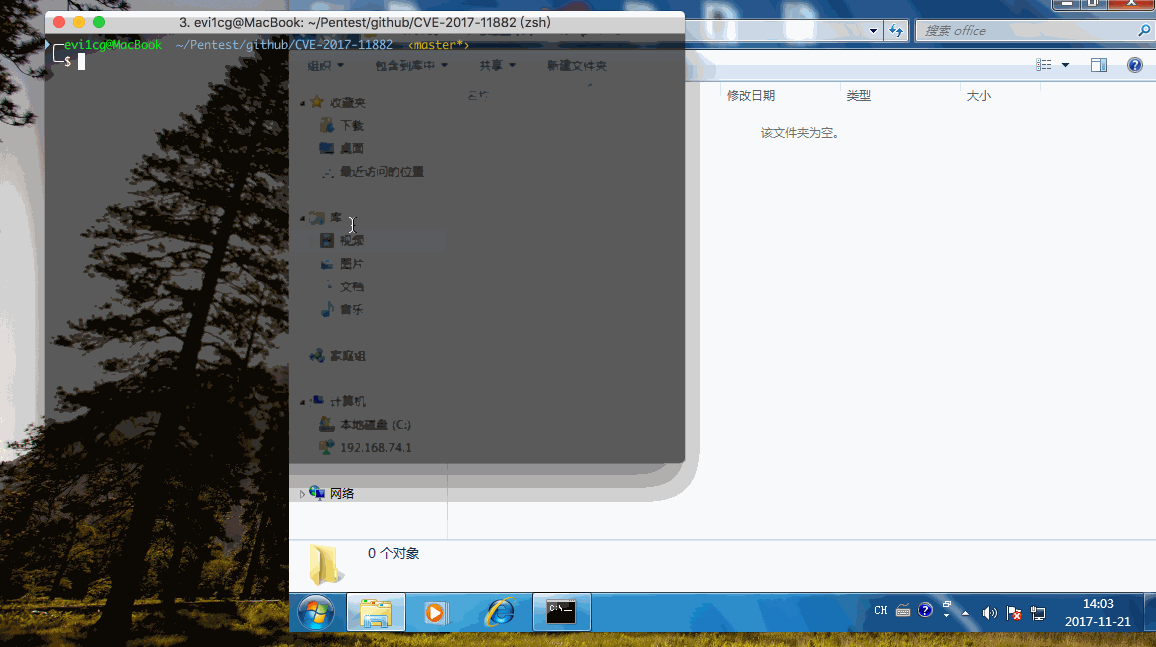 3. evi1cg@MacBook: ~/Pentest/github/CVE-2017-11882 (zsh)
evi1cg@MacBook ~/Pentest/github/CVE-2017-11882 ‹master*›
$
搜索 office
组织 包含到库中 共享 新建文件夹
名称 修改日期 类型 大小
该文件夹为空。
收藏夹
下载
桌面
最近访问的位置
库
视频
图片
文档
音乐
家庭组
计算机
本地磁盘 (C:)
192.168.74.1
网络
0 个对象
C:\
CH
14:03
2017-11-21